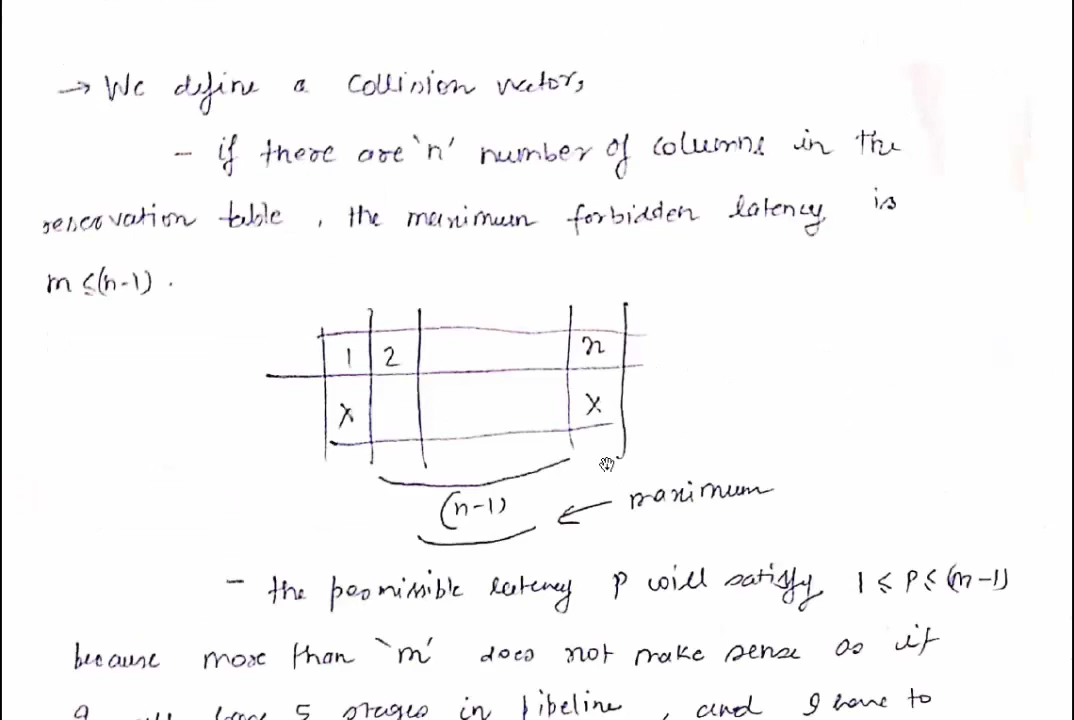 → We define a collision vector,
- if there are 'n' number of columns in the
reservation table, the maximum forbidden latency is
m ≤ (n-1).
1 2 n
X X
(n-1) ← maximum
- the permissible latency p will satisfy 1 ≤ P ≤ (m-1)
because more than 'm' does not make sense as if
5 stages in pipeline, and I have to